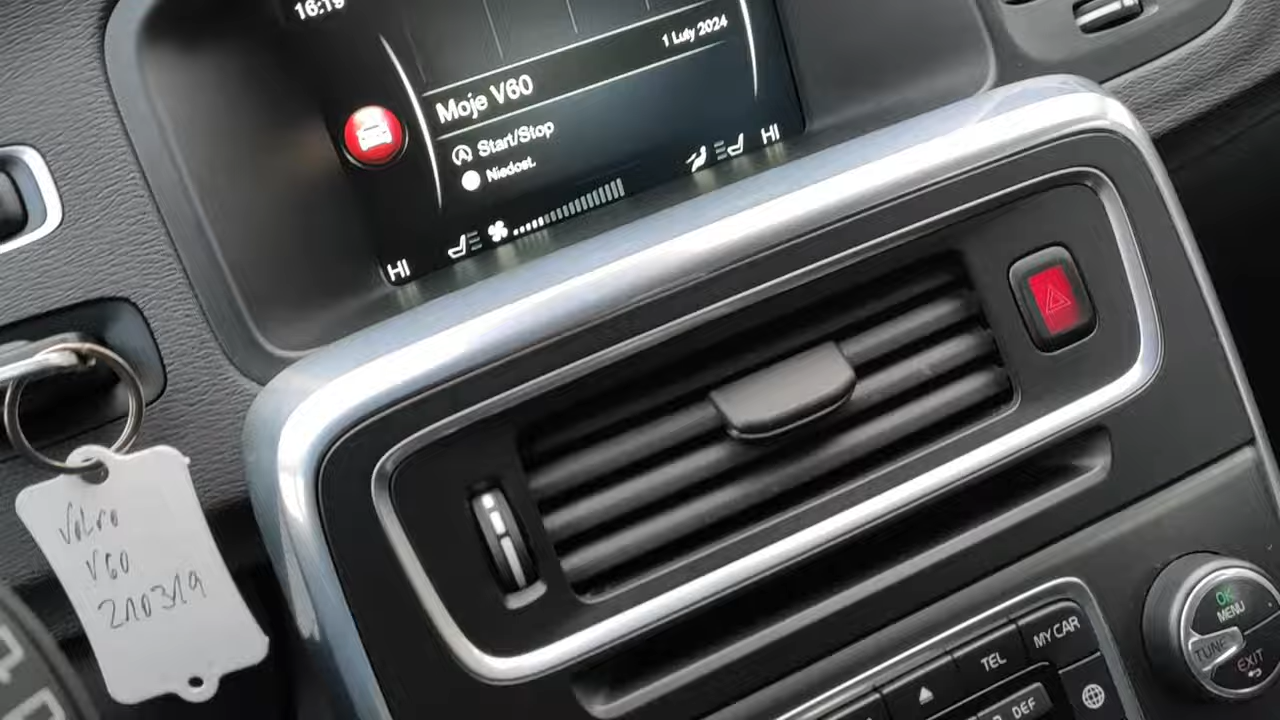 16:19
1 Luty 2024
Moje V60
Start/Stop
Niedost.
HI
HI
Volvo
V60
210319
OK
MENU
TUNE
EXIT
MY CAR
TEL
DEF